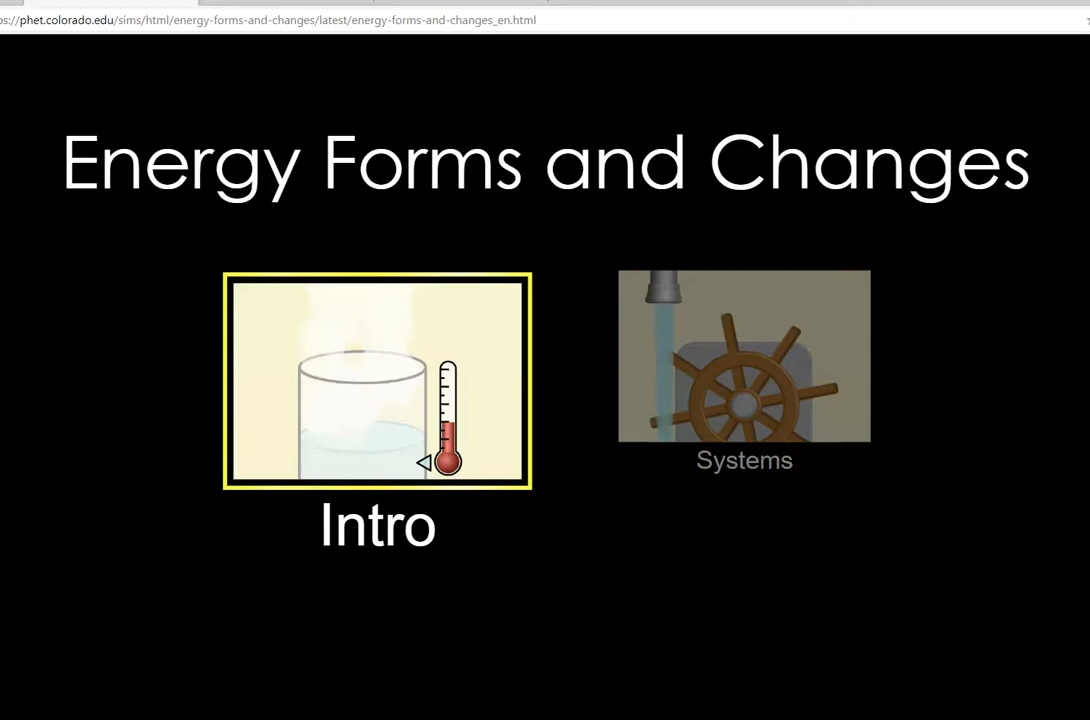 ps://phet.colorado.edu/sims/html/energy-forms-and-changes/latest/energy-forms-and-changes_en.html
Energy Forms and Changes
Intro
Systems